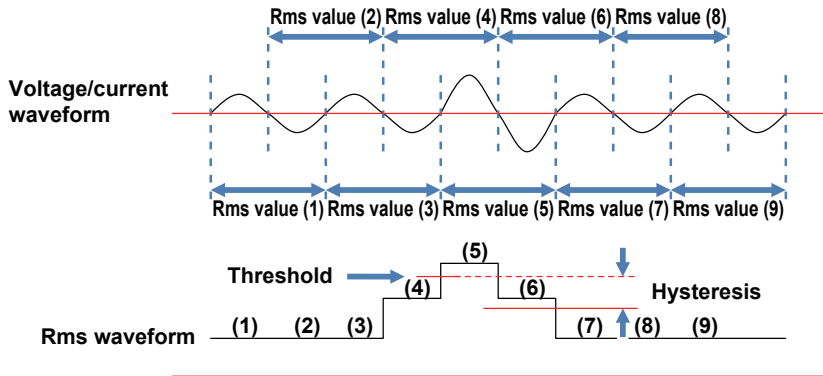 Rms value (2) Rms value (4) Rms value (6) Rms value (8)
Voltage/current
waveform
Rms value (1) Rms value (3) Rms value (5) Rms value (7) Rms value (9)
(5)
Threshold
(4) (6) Hysteresis
Rms waveform (1) (2) (3) (7) (8) (9)